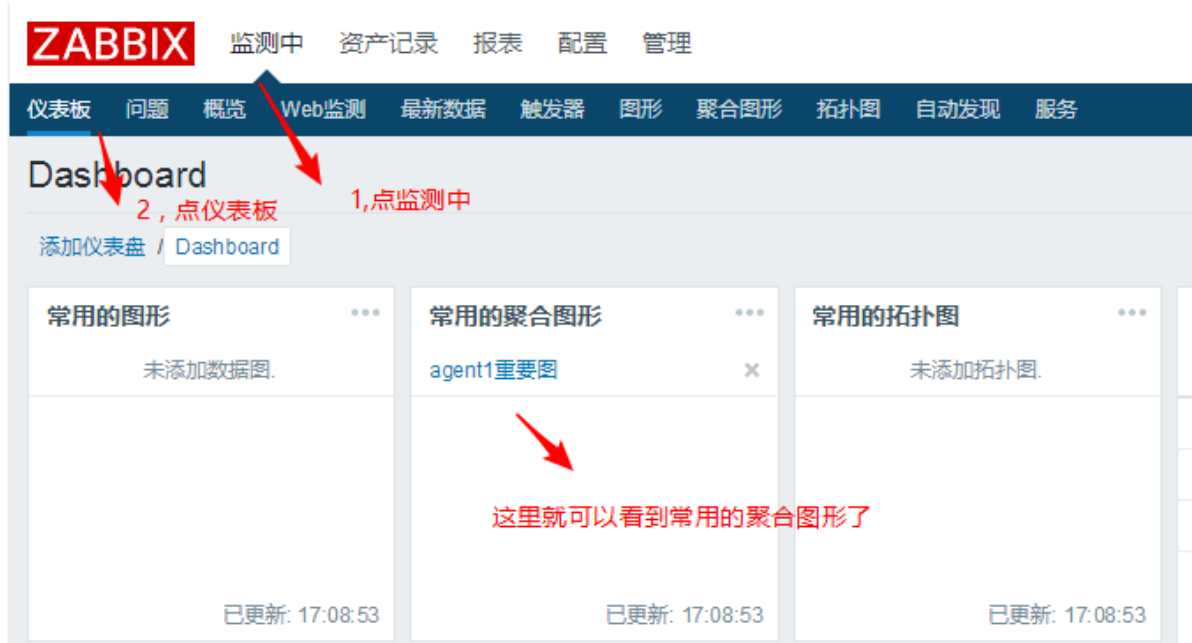 ZABBIX 监测中 资产记录 报表 配置 管理
仪表板 问题 概览 Web监测 最新数据 触发器 图形 聚合图形 拓扑图 自动发现 服务
Dashboard
1,点监测中
2，点仪表板
添加仪表盘 / Dashboard
常用的图形 常用的聚合图形 常用的拓扑图
未添加数据图. agent1重要图 未添加拓扑图.
这里就可以看到常用的聚合图形了
已更新: 17:08:53 已更新: 17:08:53 已更新: 17:08:53